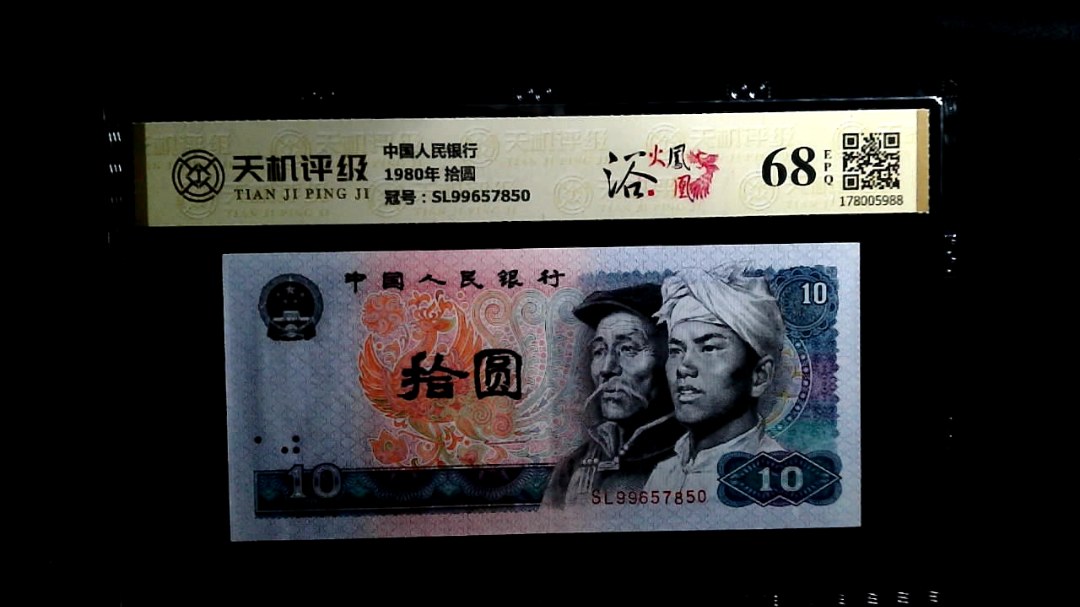 天机评级
TIAN JI PING JI
中国人民银行
1980年 拾圆
冠号：SL99657850
浴火凤凰
68
EPQ
178005988
中国人民银行
10
拾圆
10
SL99657850
10